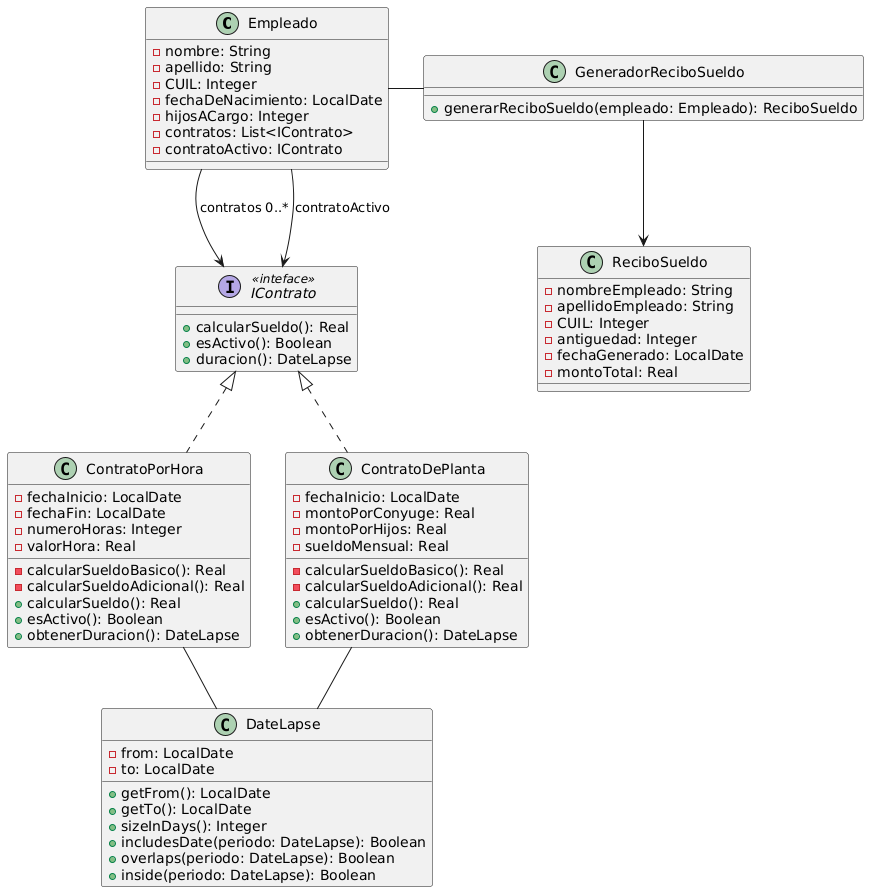 C Empleado
nombre: String
apellido: String
CUIL: Integer
fechaDeNacimiento: LocalDate
hijosACargo: Integer
contratos: List<IContrato>
contratoActivo: IContrato
C GeneradorReciboSueldo
generarReciboSueldo(empleado: Empleado): ReciboSueldo
contratos 0..*
contratoActivo
I «inteface»
IContrato
calcularSueldo(): Real
esActivo(): Boolean
duracion(): DateLapse
C ReciboSueldo
nombreEmpleado: String
apellidoEmpleado: String
CUIL: Integer
antiguedad: Integer
fechaGenerado: LocalDate
montoTotal: Real
C ContratoPorHora
fechaInicio: LocalDate
fechaFin: LocalDate
numeroHoras: Integer
valorHora: Real
calcularSueldoBasico(): Real
calcularSueldoAdicional(): Real
calcularSueldo(): Real
esActivo(): Boolean
obtenerDuracion(): DateLapse
C ContratoDePlanta
fechaInicio: LocalDate
montoPorConyuge: Real
montoPorHijos: Real
sueldoMensual: Real
calcularSueldoBasico(): Real
calcularSueldoAdicional(): Real
calcularSueldo(): Real
esActivo(): Boolean
obtenerDuracion(): DateLapse
C DateLapse
from: LocalDate
to: LocalDate
getFrom(): LocalDate
getTo(): LocalDate
sizeInDays(): Integer
includesDate(periodo: DateLapse): Boolean
overlaps(periodo: DateLapse): Boolean
inside(periodo: DateLapse): Boolean